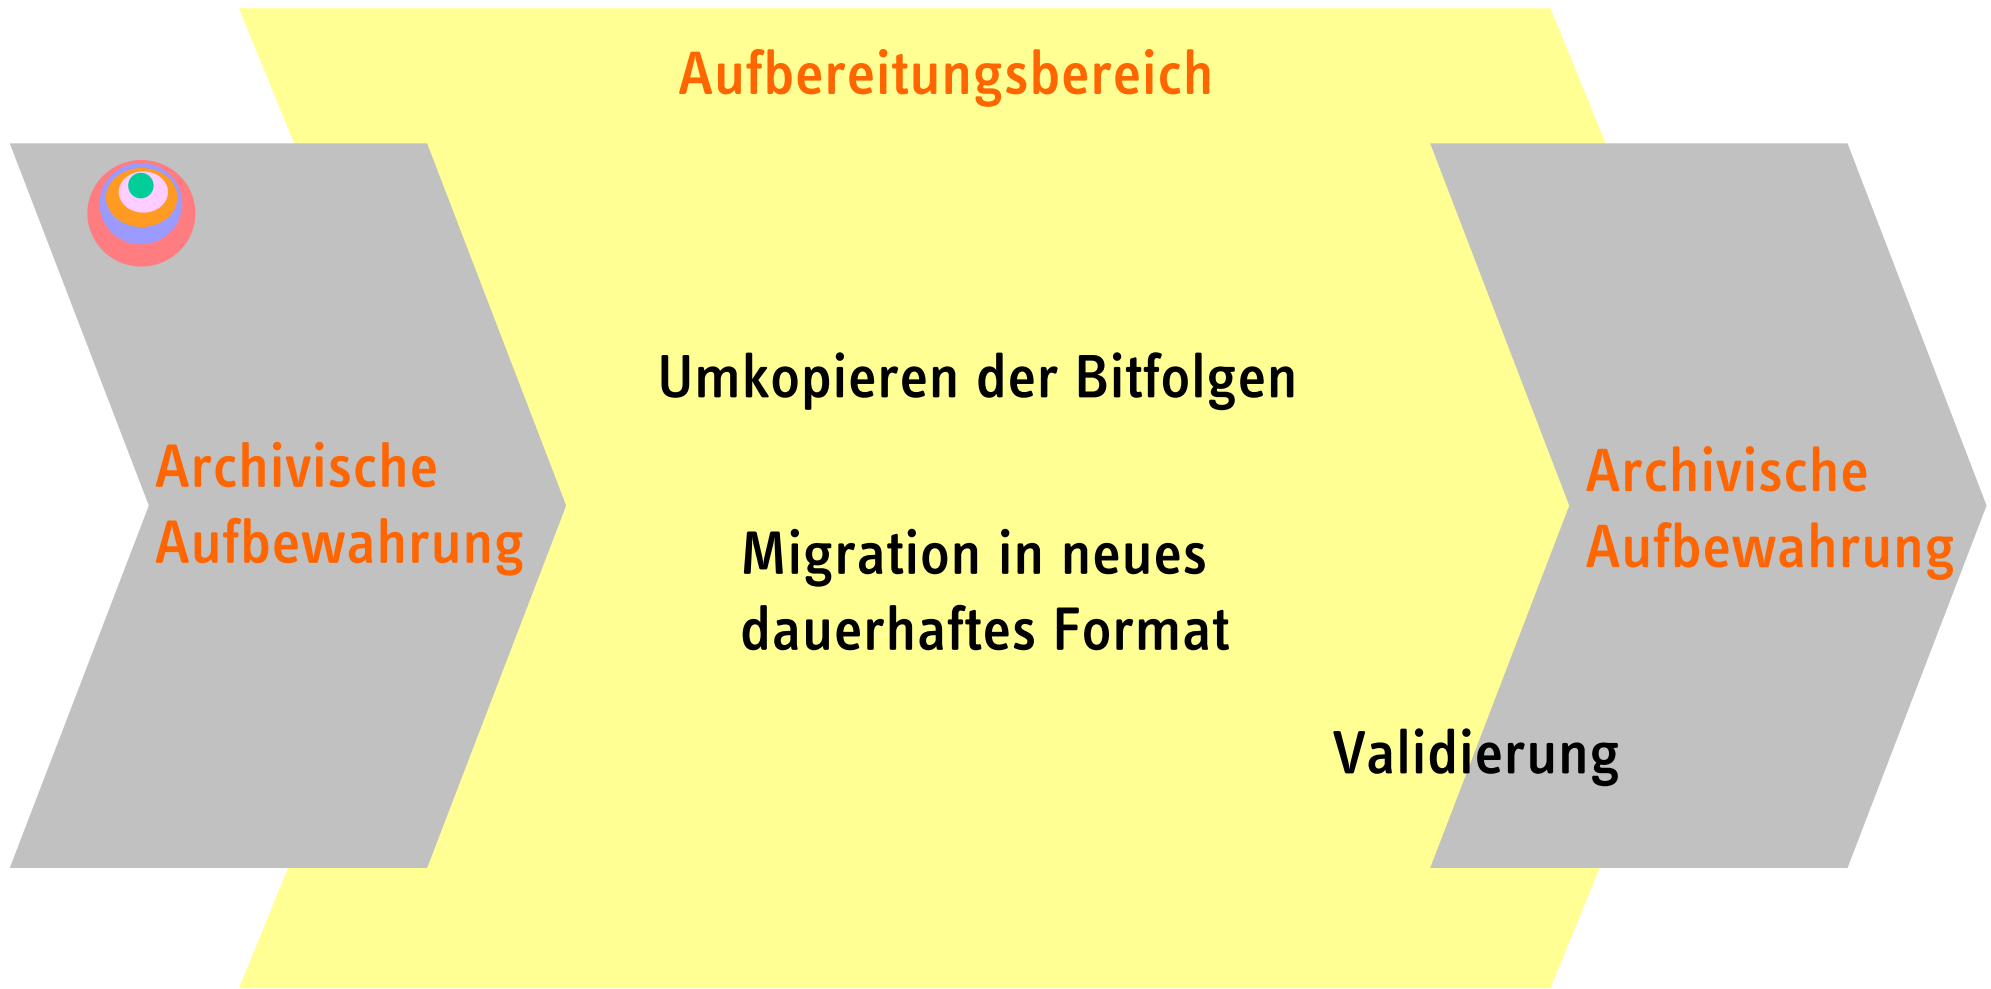 Aufbereitungsbereich
Archivische
Aufbewahrung
Umkopieren der Bitfolgen
Migration in neues
dauerhaftes Format
Validierung
Archivische
Aufbewahrung